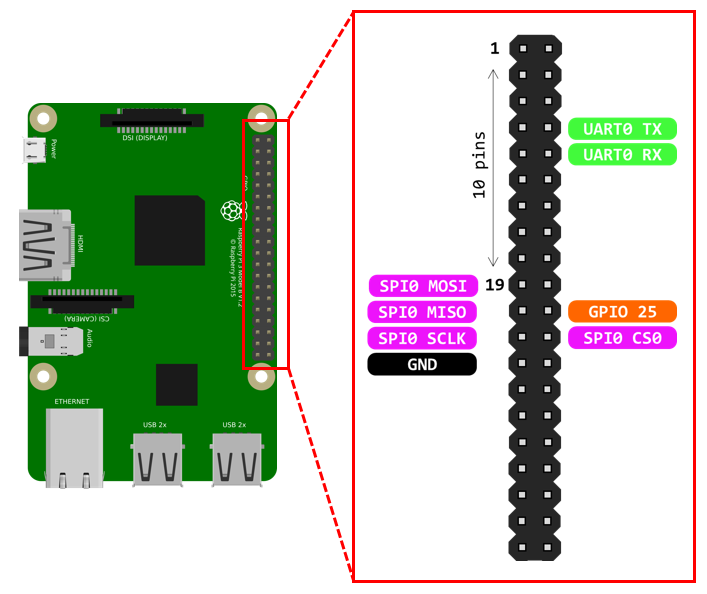 DSI (DISPLAY)
Power
HDMI
Raspberry Pi 3 Model B V1.2
© Raspberry Pi 2015
CSI (CAMERA)
Audio
ETHERNET
USB 2x
USB 2x
1
10 pins
UART0 TX
UART0 RX
SPI0 MOSI
19
SPI0 MISO
GPIO 25
SPI0 SCLK
SPI0 CS0
GND